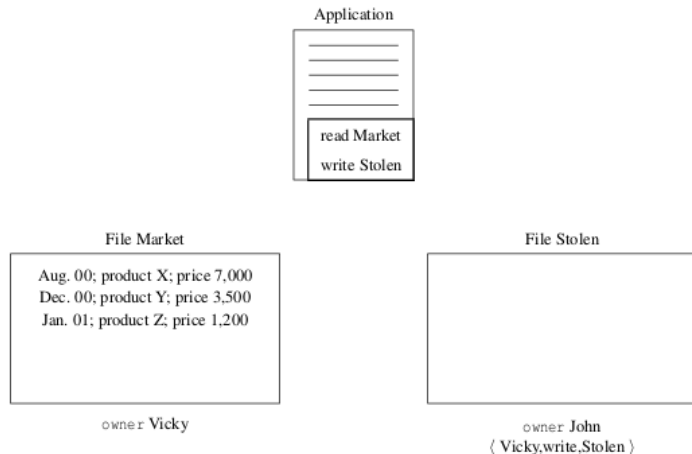 Application
read Market
write Stolen
File Market
File Stolen
Aug. 00; product X; price 7,000
Dec. 00; product Y; price 3,500
Jan. 01; product Z; price 1,200
owner Vicky
owner John
⟨ Vicky,write,Stolen ⟩